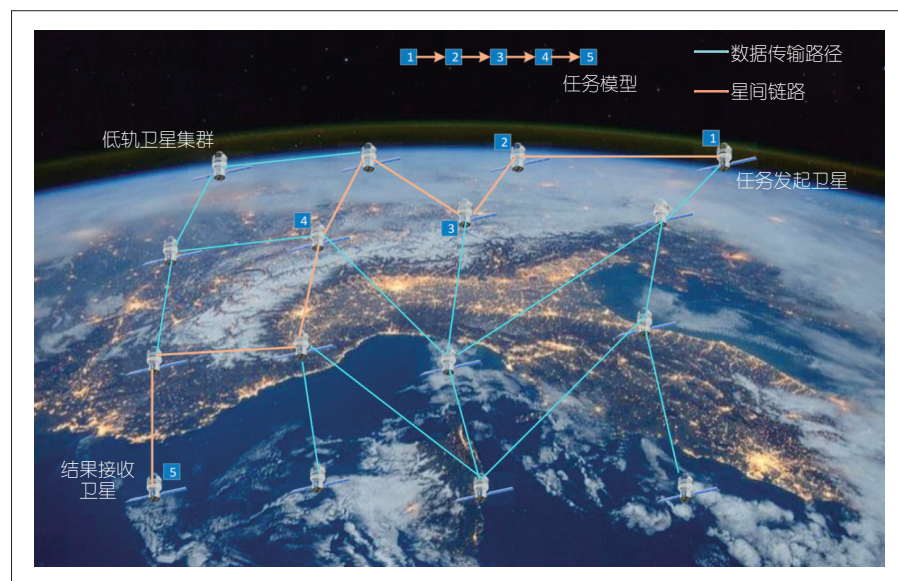 1 2 3 4 5
任务模型
数据传输路径
星间链路
低轨卫星集群
2
1
任务发起卫星
4
3
结果接收
卫星
5